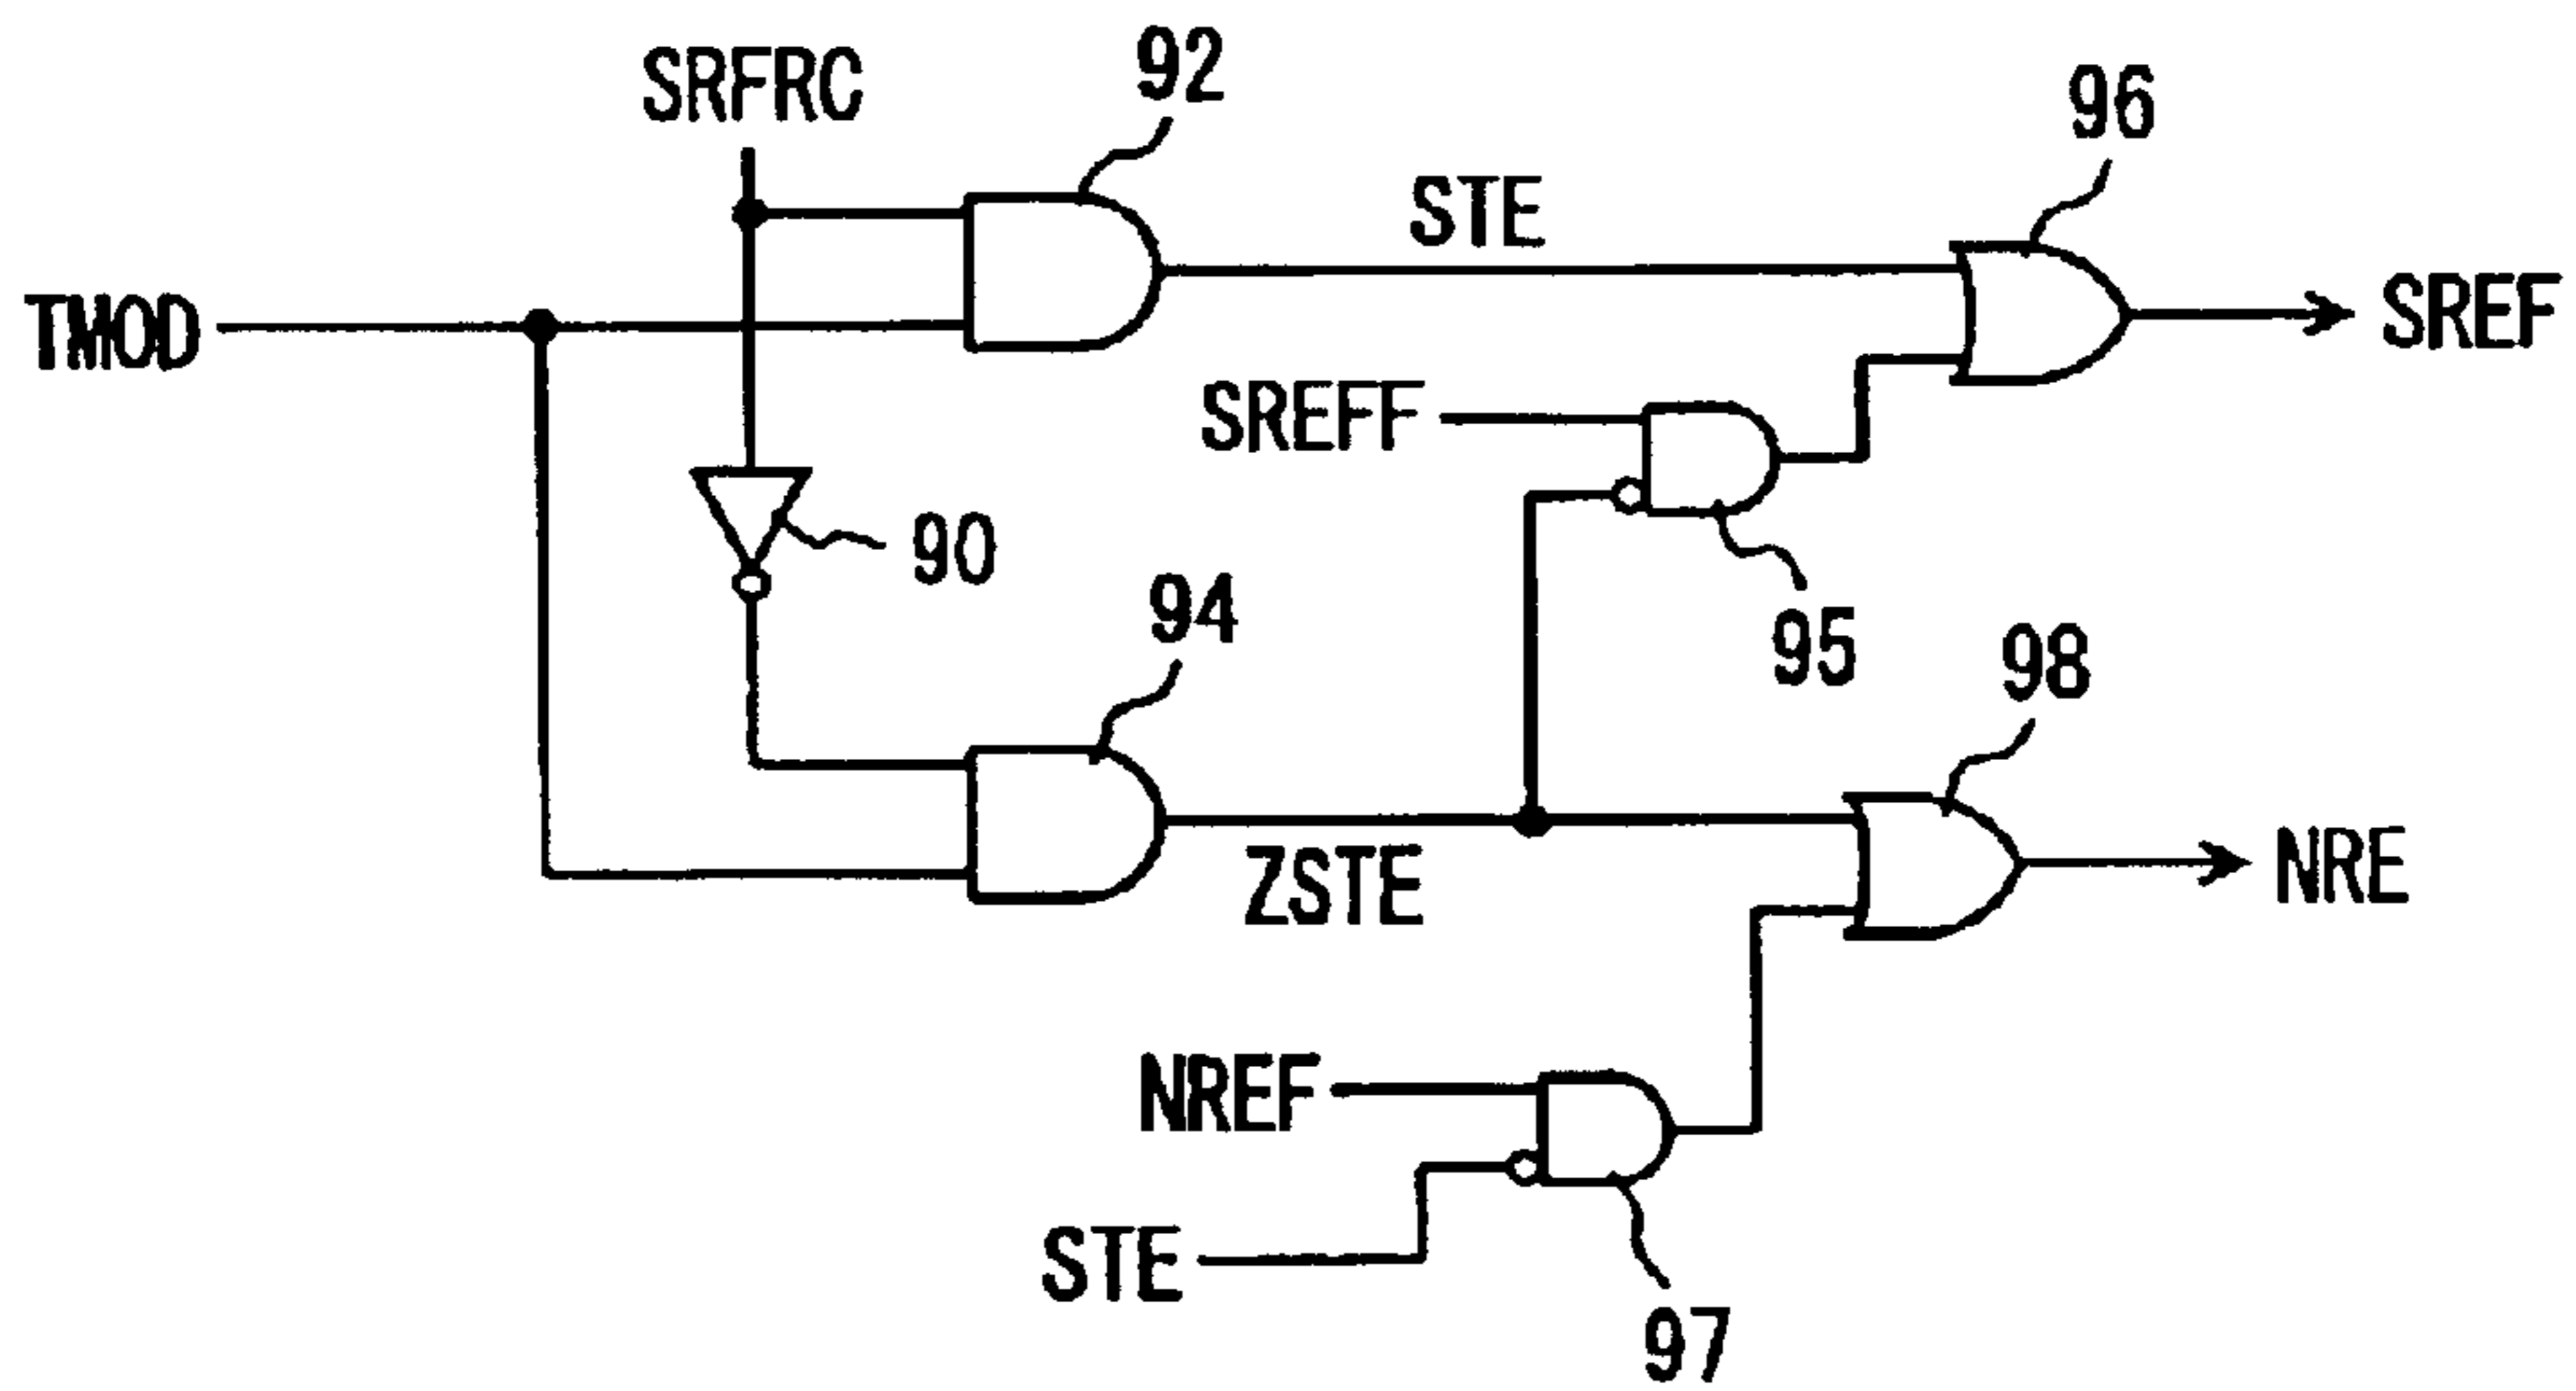 92
SRFRC
96
STE
TMOD
SREF
SREFF
90
94
95
98
ZSTE
NRE
NREF
STE
97